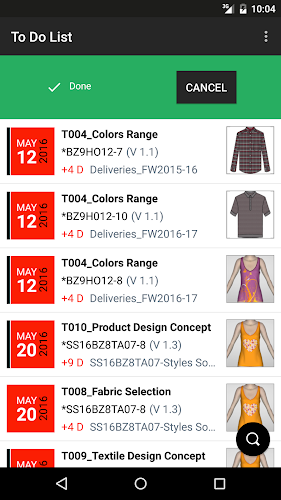 3G 10:04
To Do List
Done
CANCEL
MAY 12 2016
T004_Colors Range
*BZ9HO12-7 (V 1.1)
+4 D Deliveries_FW2015-16
MAY 12 2016
T004_Colors Range
*BZ9H012-10 (V 1.1)
+4 D Deliveries_FW2016-17
MAY 12 2016
T004_Colors Range
*BZ9HO12-8 (V 1.1)
+4 D Deliveries_FW2016-17
MAY 20 2016
T010_Product Design Concept
*SS16BZ8TA07-8 (V 1.3)
+9 D SS16BZ8TA07-Styles So...
MAY 20 2016
T008_Fabric Selection
*SS16BZ8TA07-8 (V 1.3)
+4 D SS16BZ8TA07-Styles So...
MAY
T009_Textile Design Concept